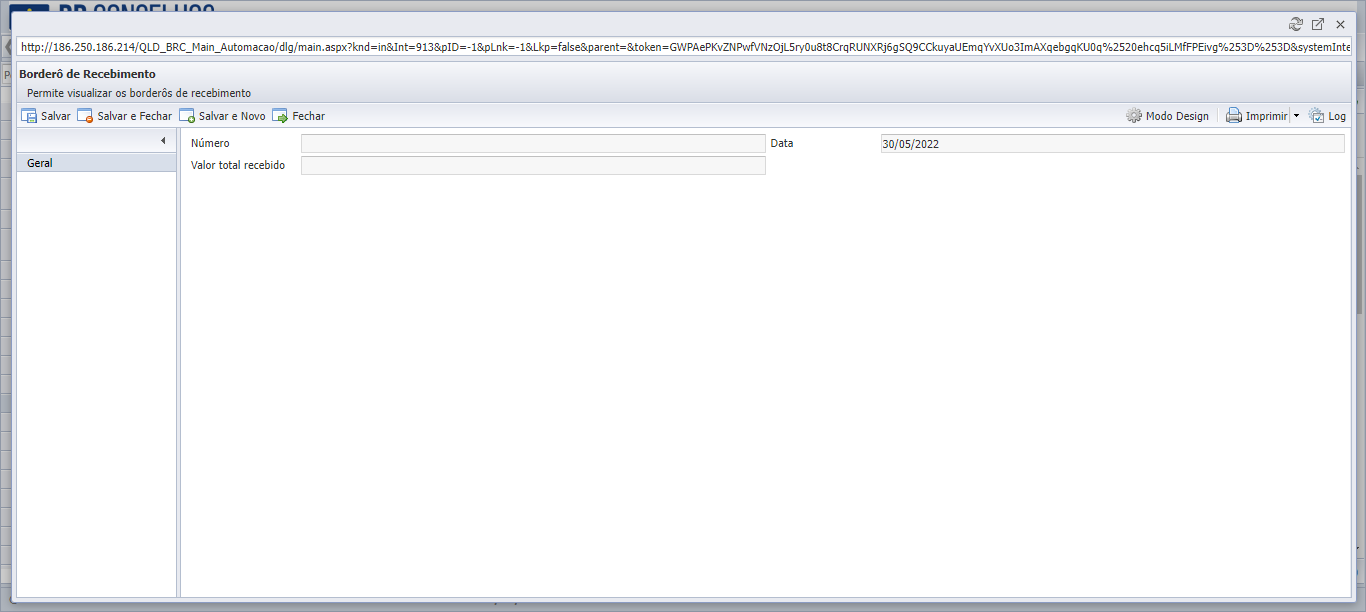 BR CONSELHOS
http://186.250.186.214/QLD_BRC_Main_Automacao/dlg/main.aspx?knd=in&Int=913&pID=-1&pLnk=-1&Lkp=false&parent=&token=GWPAePKvZNPwfVNzOjL5ry0u8t8CrqRUNXRj6gSQ9CCkuyaUEmqYvXUo3ImAXqebgqKU0q%2520ehcq5iLMfFPEivg%253D%253D&systemInte
Borderô de Recebimento
Permite visualizar os borderôs de recebimento
Salvar Salvar e Fechar Salvar e Novo Fechar Modo Design Imprimir Log
Geral
Número Data 30/05/2022
Valor total recebido